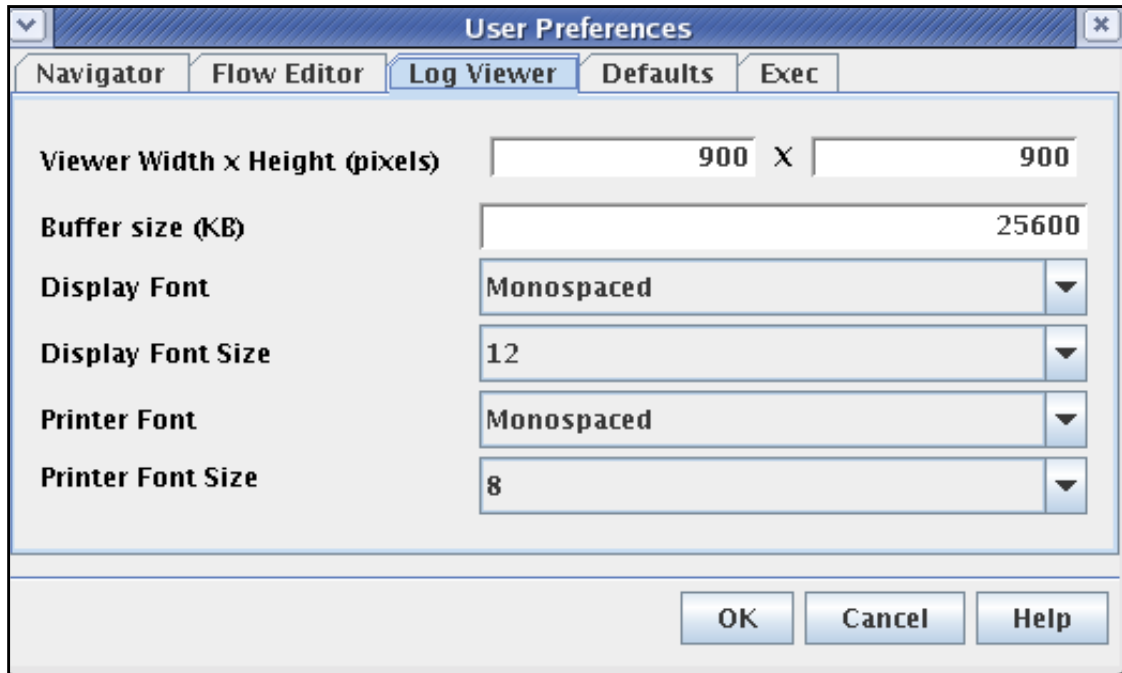 User Preferences
Navigator Flow Editor Log Viewer Defaults Exec
Viewer Width x Height (pixels) 900 X 900
Buffer size (KB) 25600
Display Font Monospaced
Display Font Size 12
Printer Font Monospaced
Printer Font Size 8
OK Cancel Help